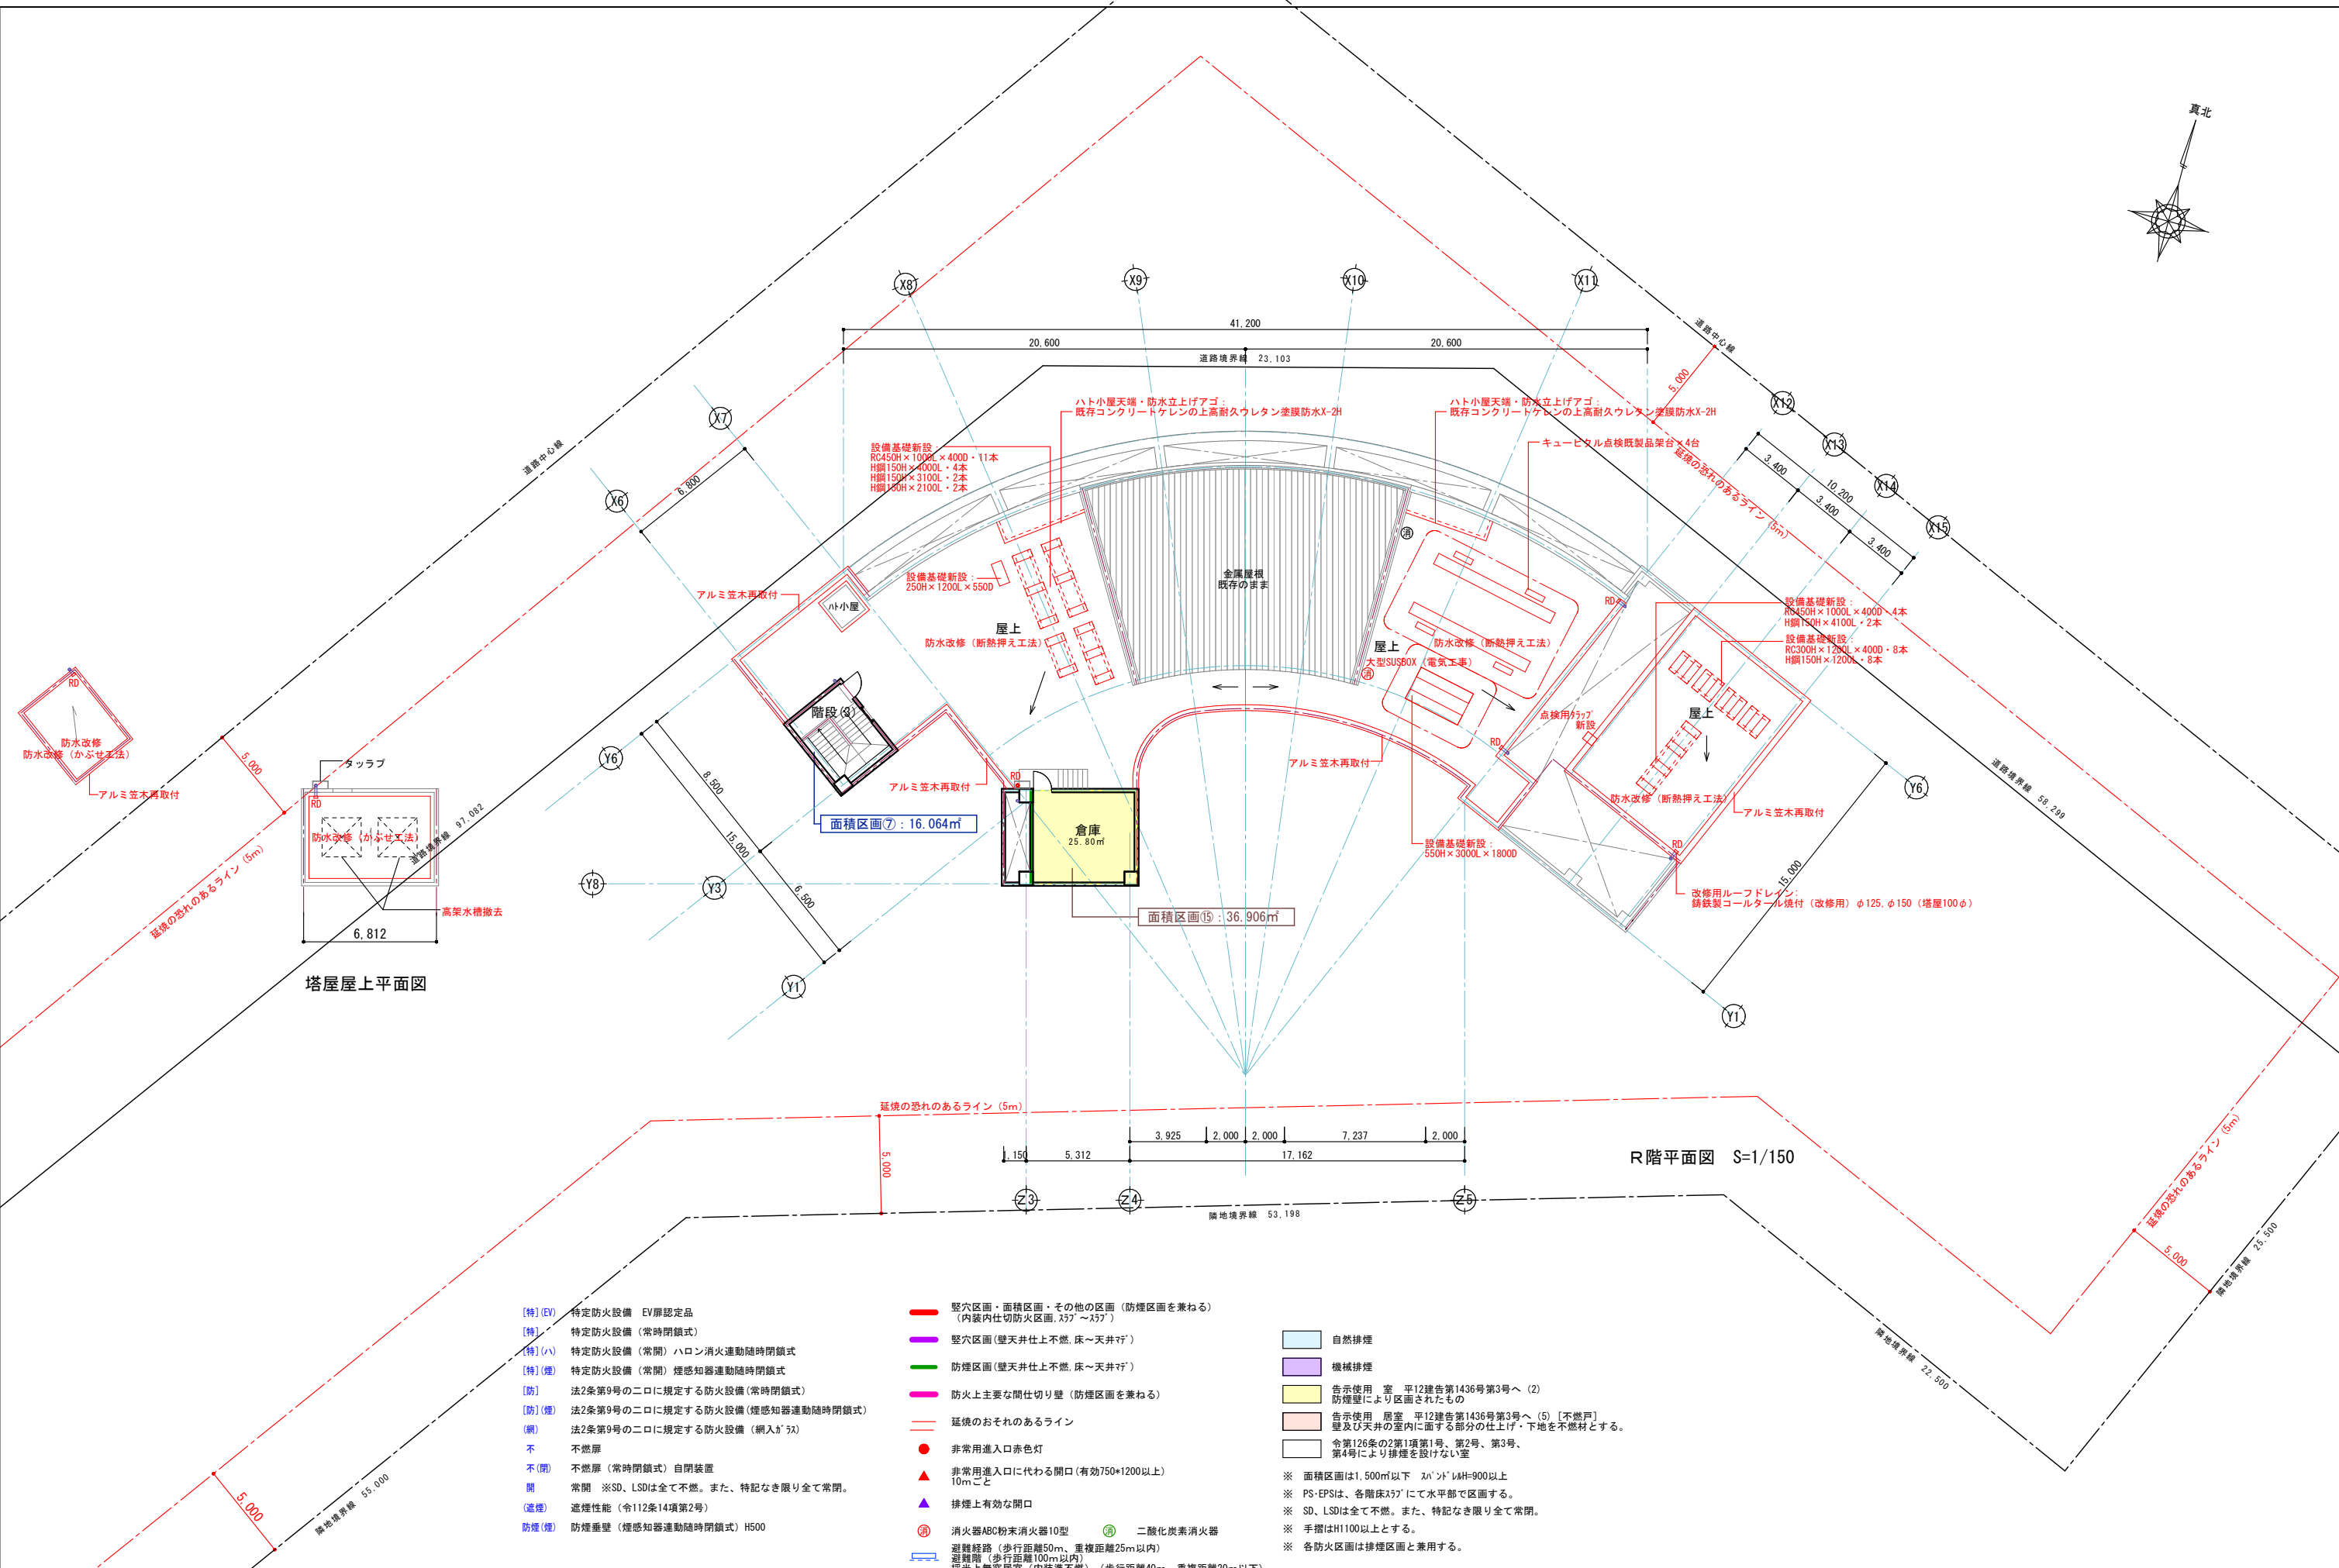 真北
X8
X9
X10
X11
41,200
20,600
20,600
道路境界線 23,103
道路中心線
道路中心線
5,000
X12
X13
X14
X15
X7
X6
6,800
3,400
10,200
3,400
3,400
ハト小屋天端・防水立上げアゴ:
既存コンクリートケレンの上高耐久ウレタン塗膜防水X-2H
ハト小屋天端・防水立上げアゴ:
既存コンクリートケレンの上高耐久ウレタン塗膜防水X-2H
キュービクル点検既製品架台×4台
延焼の恐れのあるライン（5m）
設備基礎新設:
RC450H×1000L×400D・11本
H鋼150H×4000L・4本
H鋼150H×3100L・2本
H鋼150H×2100L・2本
消
設備基礎新設:
250H×1200L×550D
金属屋根
既存のまま
アルミ笠木再取付
ﾊﾄ小屋
RD
設備基礎新設:
RC450H×1000L×400D・4本
H鋼150H×4100L・2本
設備基礎新設:
RC300H×1200L×400D・8本
H鋼150H×1200L・8本
屋上
防水改修（断熱押え工法）
屋上
防水改修（断熱押え工法）
大型SUSBOX（電気工事）
消
階段(3)
点検用ﾀﾗｯﾌﾟ
新設
屋上
RD
RD
防水改修
防水改修（かぶせ工法）
アルミ笠木再取付
5,000
タッラプ
RD
防水改修（かぶせ工法）
道路境界線 97,082
延焼の恐れのあるライン（5m）
高架水槽撤去
6,812
塔屋屋上平面図
Y6
8,500
15,000
6,500
Y3
Y8
Y1
アルミ笠木再取付
RD
面積区画⑦：16.064㎡
倉庫
25.80㎡
面積区画⑮：36.906㎡
アルミ笠木再取付
設備基礎新設:
550H×3000L×1800D
防水改修（断熱押え工法）
アルミ笠木再取付
RD
改修用ルーフドレイン:
鋳鉄製コールタール焼付（改修用）φ125,φ150（塔屋100φ）
Y6
15,000
Y1
道路境界線 58,299
延焼の恐れのあるライン（5m）
5,000
3,925
2,000
2,000
7,237
2,000
1,150
5,312
17,162
Z3
Z4
Z5
隣地境界線 53,198
Ｒ階平面図 S=1/150
延焼の恐れのあるライン（5m）
5,000
隣地境界線 25,500
隣地境界線 22,500
5,000
隣地境界線 55,000
[特](EV) 特定防火設備 EV扉認定品
[特] 特定防火設備（常時閉鎖式）
[特](ハ) 特定防火設備（常開）ハロン消火連動随時閉鎖式
[特](煙) 特定防火設備（常開）煙感知器連動随時閉鎖式
[防] 法2条第9号の二ロに規定する防火設備(常時閉鎖式)
[防](煙) 法2条第9号の二ロに規定する防火設備(煙感知器連動随時閉鎖式)
(網) 法2条第9号の二ロに規定する防火設備（網入ｶﾞﾗｽ)
不 不燃扉
不(閉) 不燃扉（常時閉鎖式）自閉装置
開 常開 ※SD、LSDは全て不燃。また、特記なき限り全て常閉。
(遮煙) 遮煙性能（令112条14項第2号）
防煙(煙) 防煙垂壁（煙感知器連動随時閉鎖式）H500
竪穴区画・面積区画・その他の区画（防煙区画を兼ねる）
（内装内仕切防火区画,ｽﾗﾌﾞ～ｽﾗﾌﾞ）
竪穴区画(壁天井仕上不燃,床～天井ﾏﾃﾞ)
防煙区画(壁天井仕上不燃,床～天井ﾏﾃﾞ)
防火上主要な間仕切り壁（防煙区画を兼ねる）
延焼のおそれのあるライン
非常用進入口赤色灯
非常用進入口に代わる開口(有効750*1200以上)
10mごと
排煙上有効な開口
消 消火器ABC粉末消火器10型 消 二酸化炭素消火器
避難経路（歩行距離50m、重複距離25m以内）
避難階（歩行距離100m以内）
自然排煙
機械排煙
告示使用 室 平12建告第1436号第3号ヘ（2）
防煙壁により区画されたもの
告示使用 居室 平12建告第1436号第3号ヘ（5）[不燃戸]
壁及び天井の室内に面する部分の仕上げ・下地を不燃材とする。
令第126条の2第1項第1号、第2号、第3号、
第4号により排煙を設けない室
※ 面積区画は1,500㎡以下 ｽﾊﾟﾝﾄﾞﾚﾙH=900以上
※ PS･EPSは、各階床ｽﾗﾌﾞにて水平部で区画する。
※ SD、LSDは全て不燃。また、特記なき限り全て常閉。
※ 手摺はH1100以上とする。
※ 各防火区画は排煙区画と兼用する。